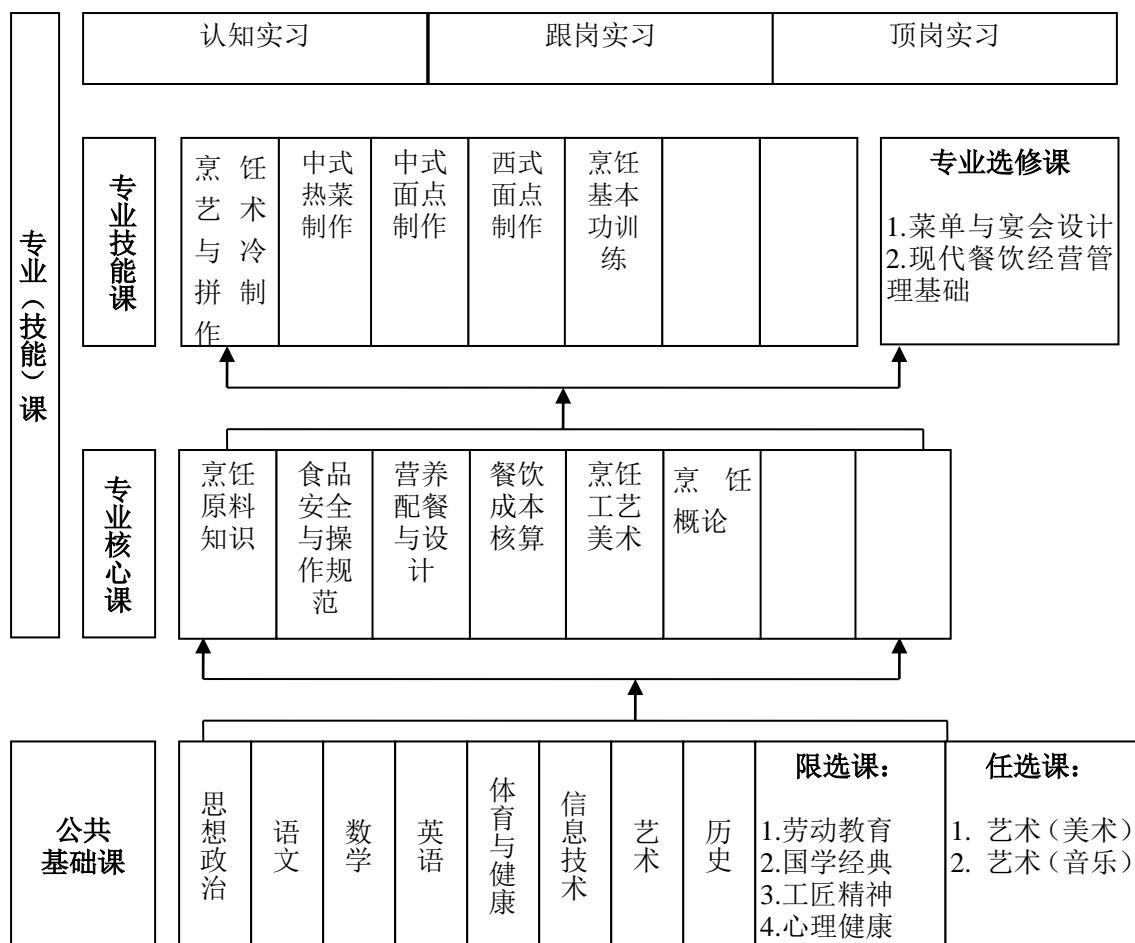 认知实习
跟岗实习
顶岗实习
专业（技能）课
专业技能课
烹饪
艺术
与冷
拼制
作
中式
热菜
制作
中式
面点
制作
西式
面点
制作
烹饪
基本
功训
练
专业选修课
1.菜单与宴会设计
2.现代餐饮经营管
理基础
专业核心课
烹饪
原料
知识
食品
安全
与操
作规
范
营养
配餐
与设
计
餐饮
成本
核算
烹饪
工艺
美术
烹饪
概论
公共
基础课
思想政治
语文
数学
英语
体育与健康
信息技术
艺术
历史
限选课：
1.劳动教育
2.国学经典
3.工匠精神
4.心理健康
任选课：
1. 艺术（美术）
2. 艺术（音乐）